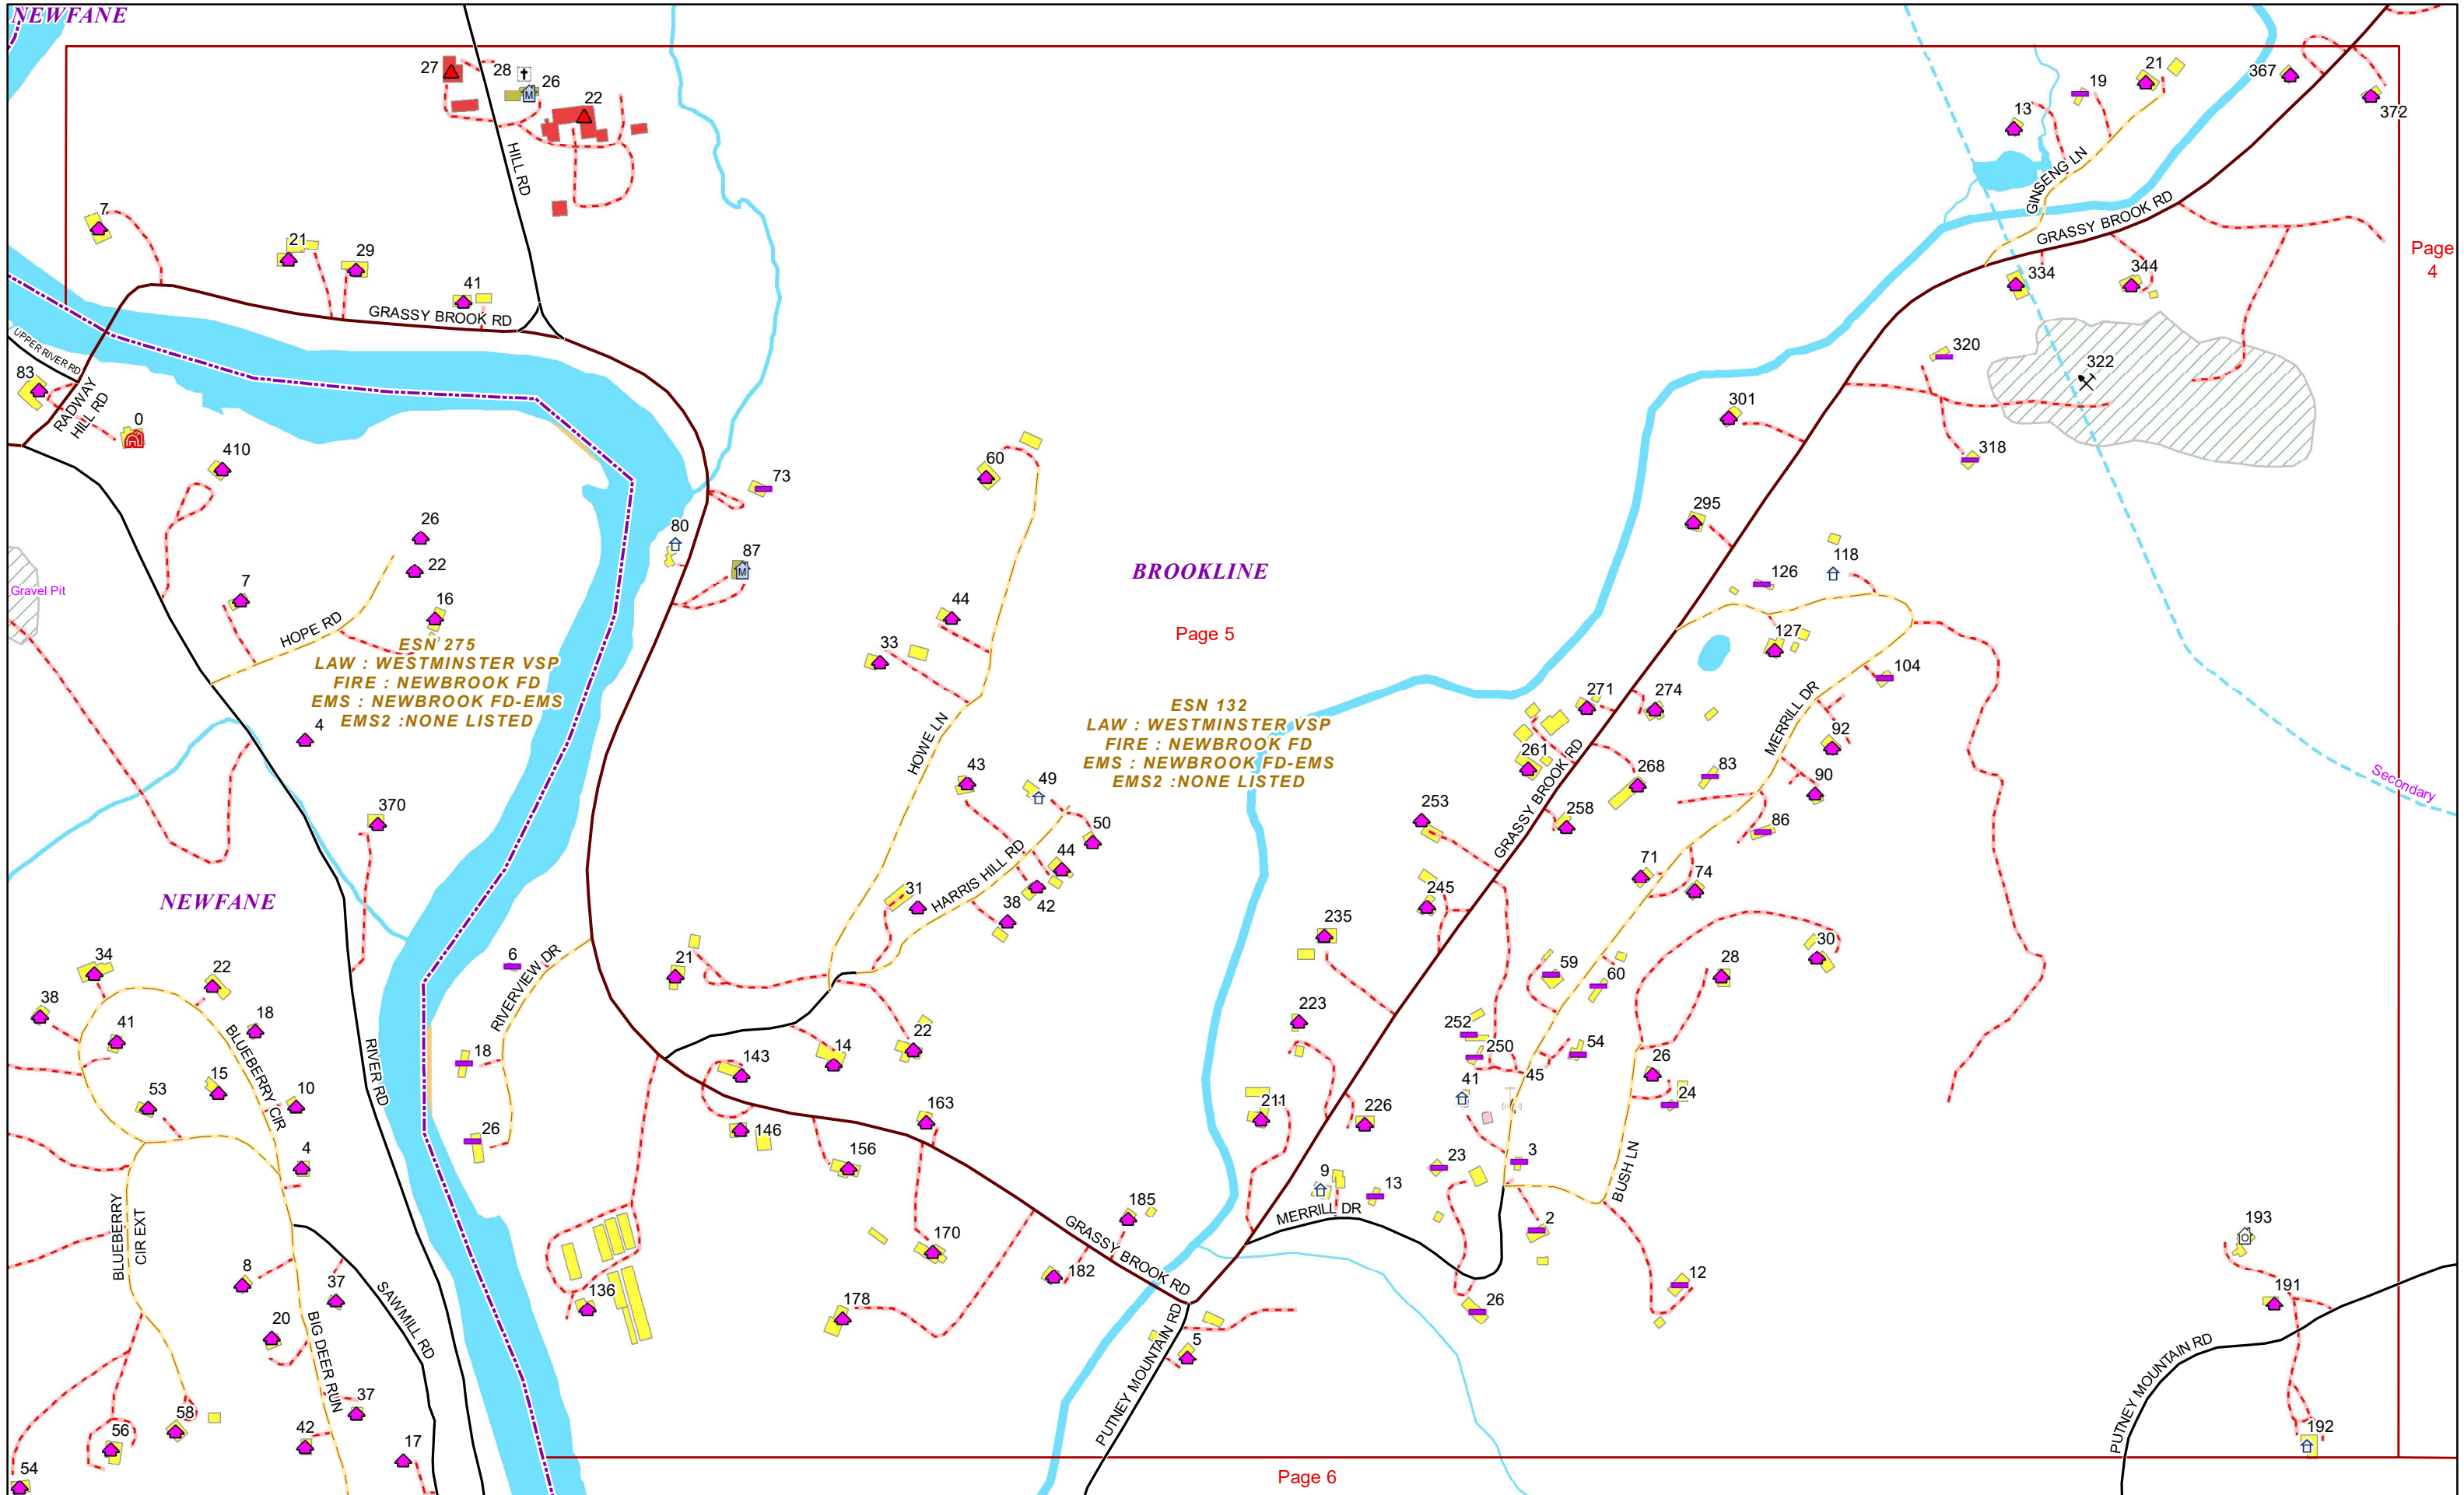 NEWFANE
27
28
26
22
HILL RD
7
21
29
41
GRASSY BROOK RD
UPPER RIVER RD
83
RADWAY
HILL RD
0
410
13
19
21
367
372
GINSENG LN
GRASSY BROOK RD
334
344
Page
4
320
322
318
301
295
60
73
80
87
26
22
16
7
HOPE RD
Gravel Pit
ESN 275
LAW : WESTMINSTER VSP
FIRE : NEWBROOK FD
EMS : NEWBROOK FD-EMS
EMS2 :NONE LISTED
4
370
BROOKLINE
Page 5
ESN 132
LAW : WESTMINSTER VSP
FIRE : NEWBROOK FD
EMS : NEWBROOK FD-EMS
EMS2 :NONE LISTED
44
33
HOWE LN
43
49
50
44
42
38
31
HARRIS HILL RD
118
126
127
104
MERRILL DR
92
90
83
86
271
274
261
268
258
253
GRASSY BROOK RD
245
235
223
71
74
59
60
54
252
250
45
41
28
30
26
24
Secondary
NEWFANE
34
38
41
22
18
BLUEBERRY CIR
15
10
53
4
BLUEBERRY
CIR EXT
RIVER RD
6
RIVERVIEW DR
18
26
21
14
22
143
146
163
156
170
178
182
185
136
GRASSY BROOK RD
211
226
9
13
MERRILL DR
23
3
2
26
12
BUSH LN
8
37
20
SAWMILL RD
BIG DEER RUN
37
42
17
58
56
54
5
PUTNEY MOUNTAIN RD
193
191
192
PUTNEY MOUNTAIN RD
Page 6